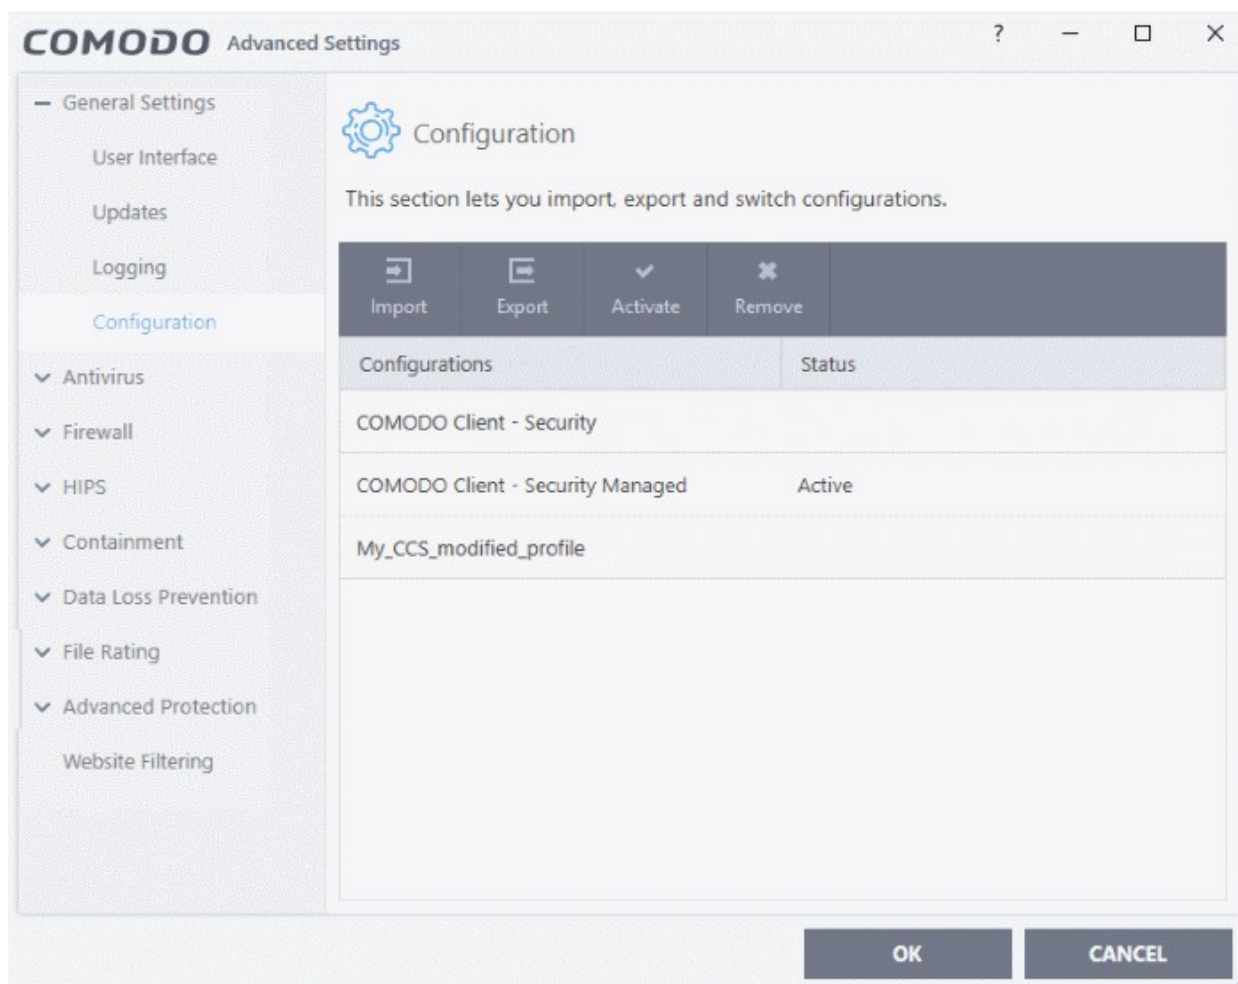 COMODO Advanced Settings
?
General Settings
User Interface
Updates
Logging
Configuration
Antivirus
Firewall
HIPS
Containment
Data Loss Prevention
File Rating
Advanced Protection
Website Filtering
Configuration
This section lets you import, export and switch configurations.
Import Export Activate Remove
Configurations Status
COMODO Client - Security
COMODO Client - Security Managed Active
My_CCS_modified_profile
OK CANCEL